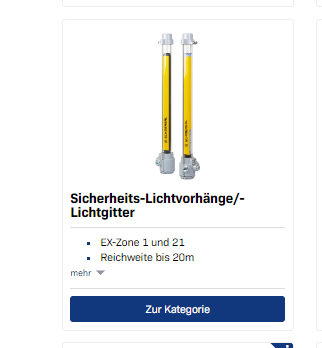 Sicherheits-Lichtvorhänge/-
Lichtgitter
EX-Zone 1 und 21
Reichweite bis 20m
mehr
Zur Kategorie